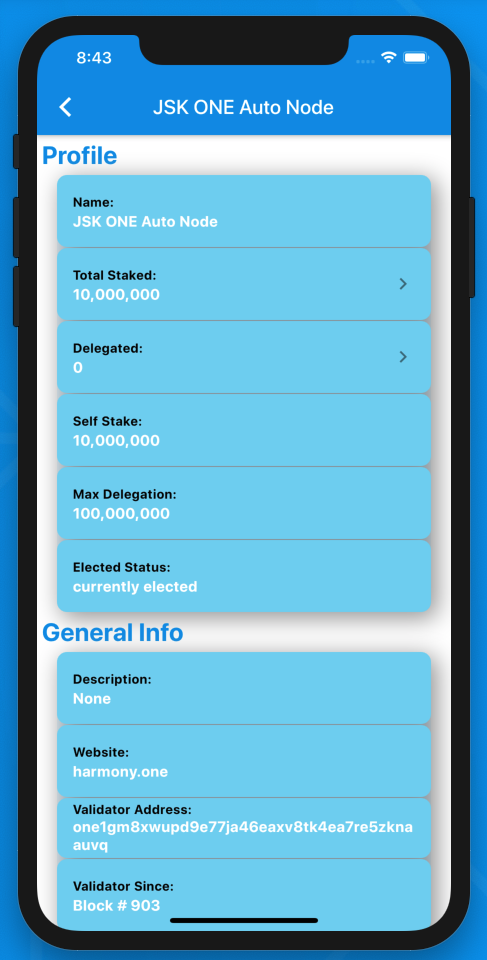 8:43
JSK ONE Auto Node
Profile
Name:
JSK ONE Auto Node
Total Staked:
10,000,000
Delegated:
0
Self Stake:
10,000,000
Max Delegation:
100,000,000
Elected Status:
currently elected
General Info
Description:
None
Website:
harmony.one
Validator Address:
one1gm8xwupd9e77ja46eaxv8tk4ea7re5zkna
auvq
Validator Since:
Block # 903